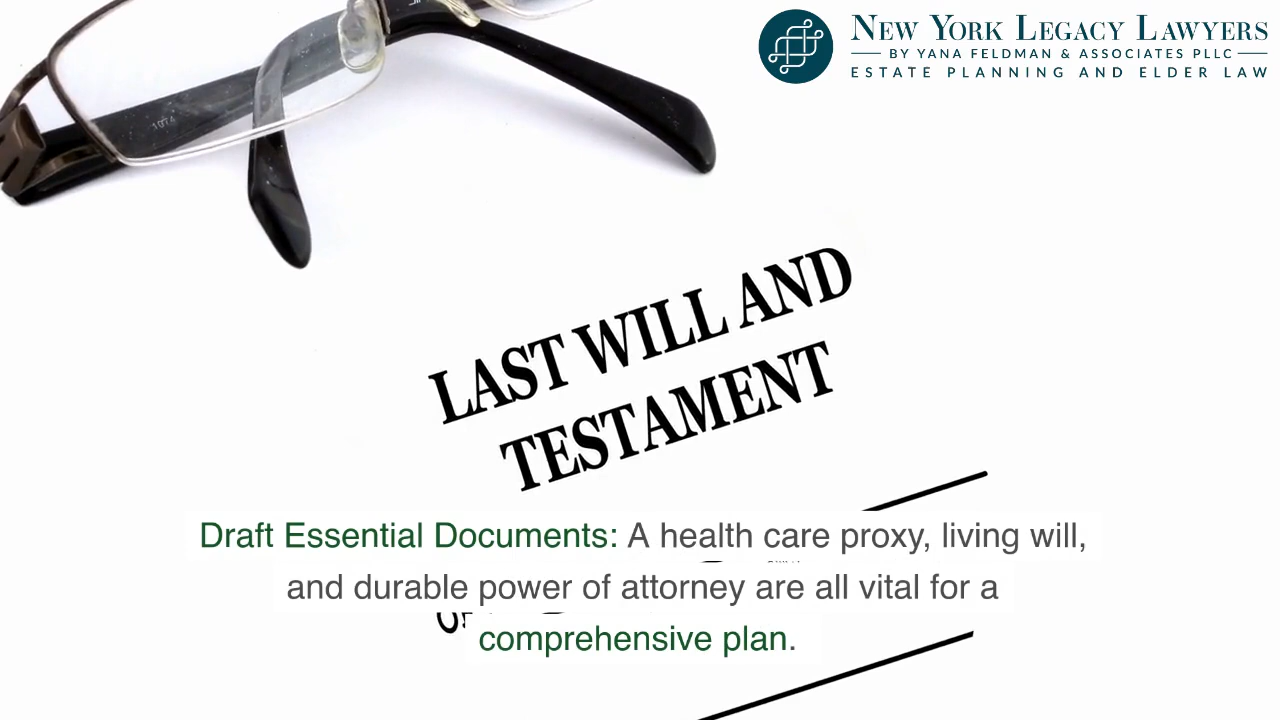 NEW YORK LEGACY LAWYERS
BY YANA FELDMAN & ASSOCIATES PLLC
ESTATE PLANNING AND ELDER LAW
1074
LAST WILL AND
TESTAMENT
Draft Essential Documents: A health care proxy, living will,
and durable power of attorney are all vital for a
comprehensive plan.